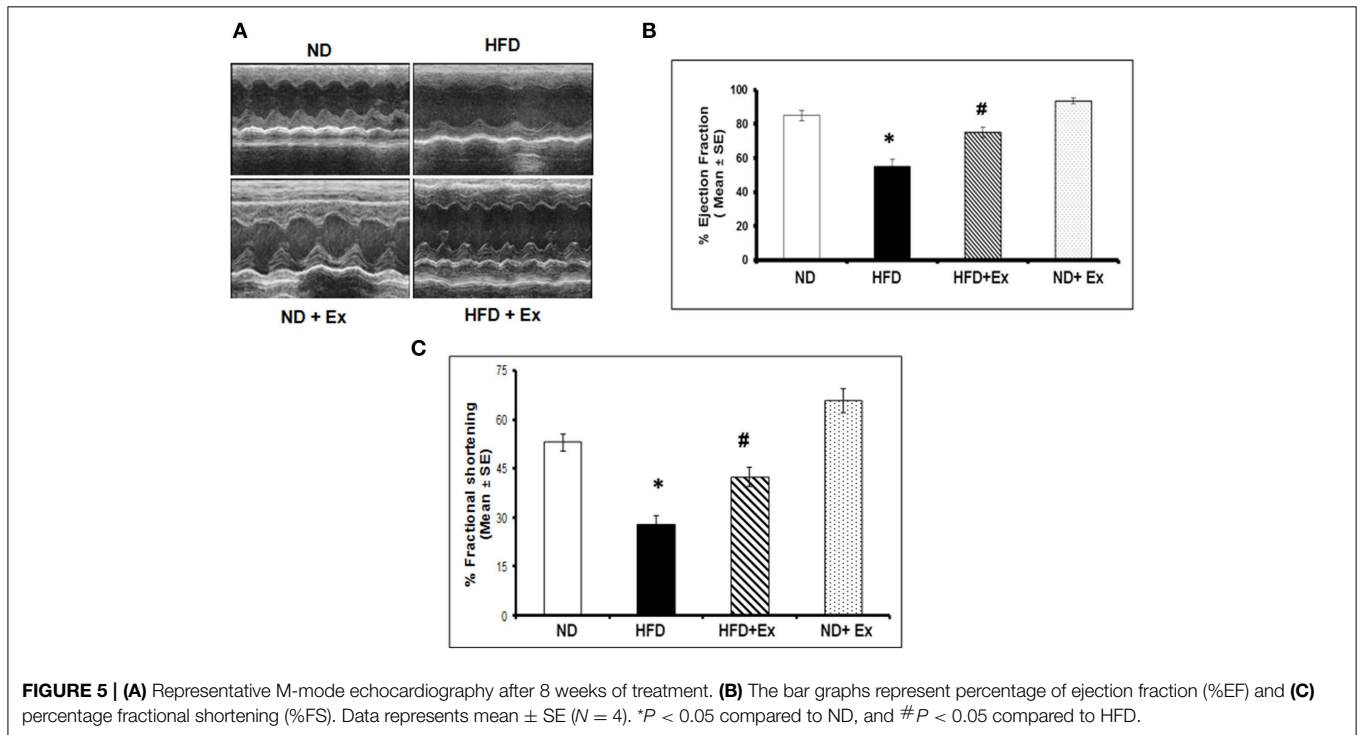 A
ND
HFD
ND + Ex
HFD + Ex
B
% Ejection Fraction
( Mean ± SE)
100
80
60
40
20
0
*
#
ND
HFD
HFD+Ex
ND+ Ex
C
% Fractional shortening
(Mean ± SE)
75
60
45
30
15
0
*
#
ND
HFD
HFD+Ex
ND+ Ex
FIGURE 5 | (A) Representative M-mode echocardiography after 8 weeks of treatment. (B) The bar graphs represent percentage of ejection fraction (%EF) and (C)
percentage fractional shortening (%FS). Data represents mean ± SE (N = 4). *P < 0.05 compared to ND, and #P < 0.05 compared to HFD.